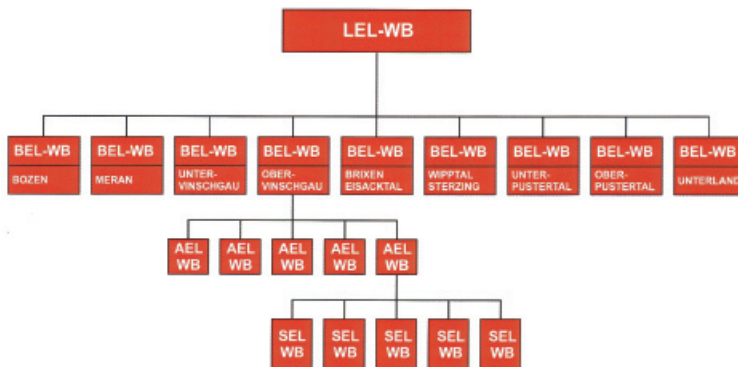 LEL-WB
BEL-WB BEL-WB BEL-WB BEL-WB BEL-WB BEL-WB BEL-WB BEL-WB BEL-WB
BOZEN
MERAN
UNTER-
VINSCHGAU
OBER-
VINSCHGAU
BRIXEN
EISACKTAL
WIPPTAL
STERZING
UNTER-
PUSTERTAL
OBER-
PUSTERTAL
UNTERLAND
AEL AEL AEL AEL AEL
WB WB WB WB WB
SEL SEL SEL SEL SEL
WB WB WB WB WB